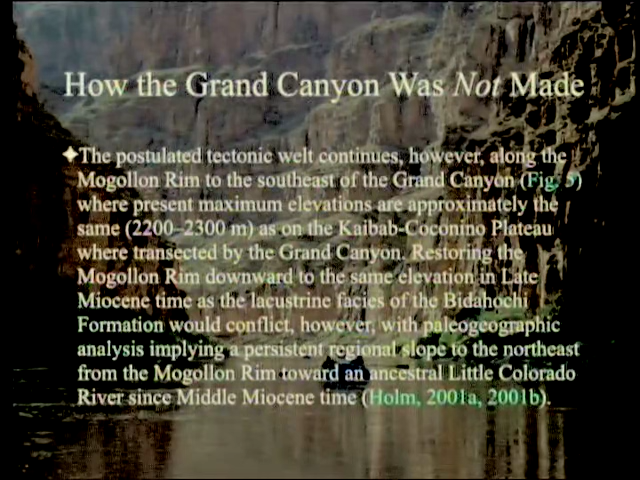 How the Grand Canyon Was Not Made
✦The postulated tectonic welt continues, however, along the
Mogollon Rim to the southeast of the Grand Canyon (Fig. 5)
where present maximum elevations are approximately the
same (2200–2300 m) as on the Kaibab-Coconino Plateau
where transected by the Grand Canyon. Restoring the
Mogollon Rim downward to the same elevation in Late
Miocene time as the lacustrine facies of the Bidahochi
Formation would conflict, however, with paleogeographic
analysis implying a persistent regional slope to the northeast
from the Mogollon Rim toward an ancestral Little Colorado
River since Middle Miocene time (Holm, 2001a, 2001b).